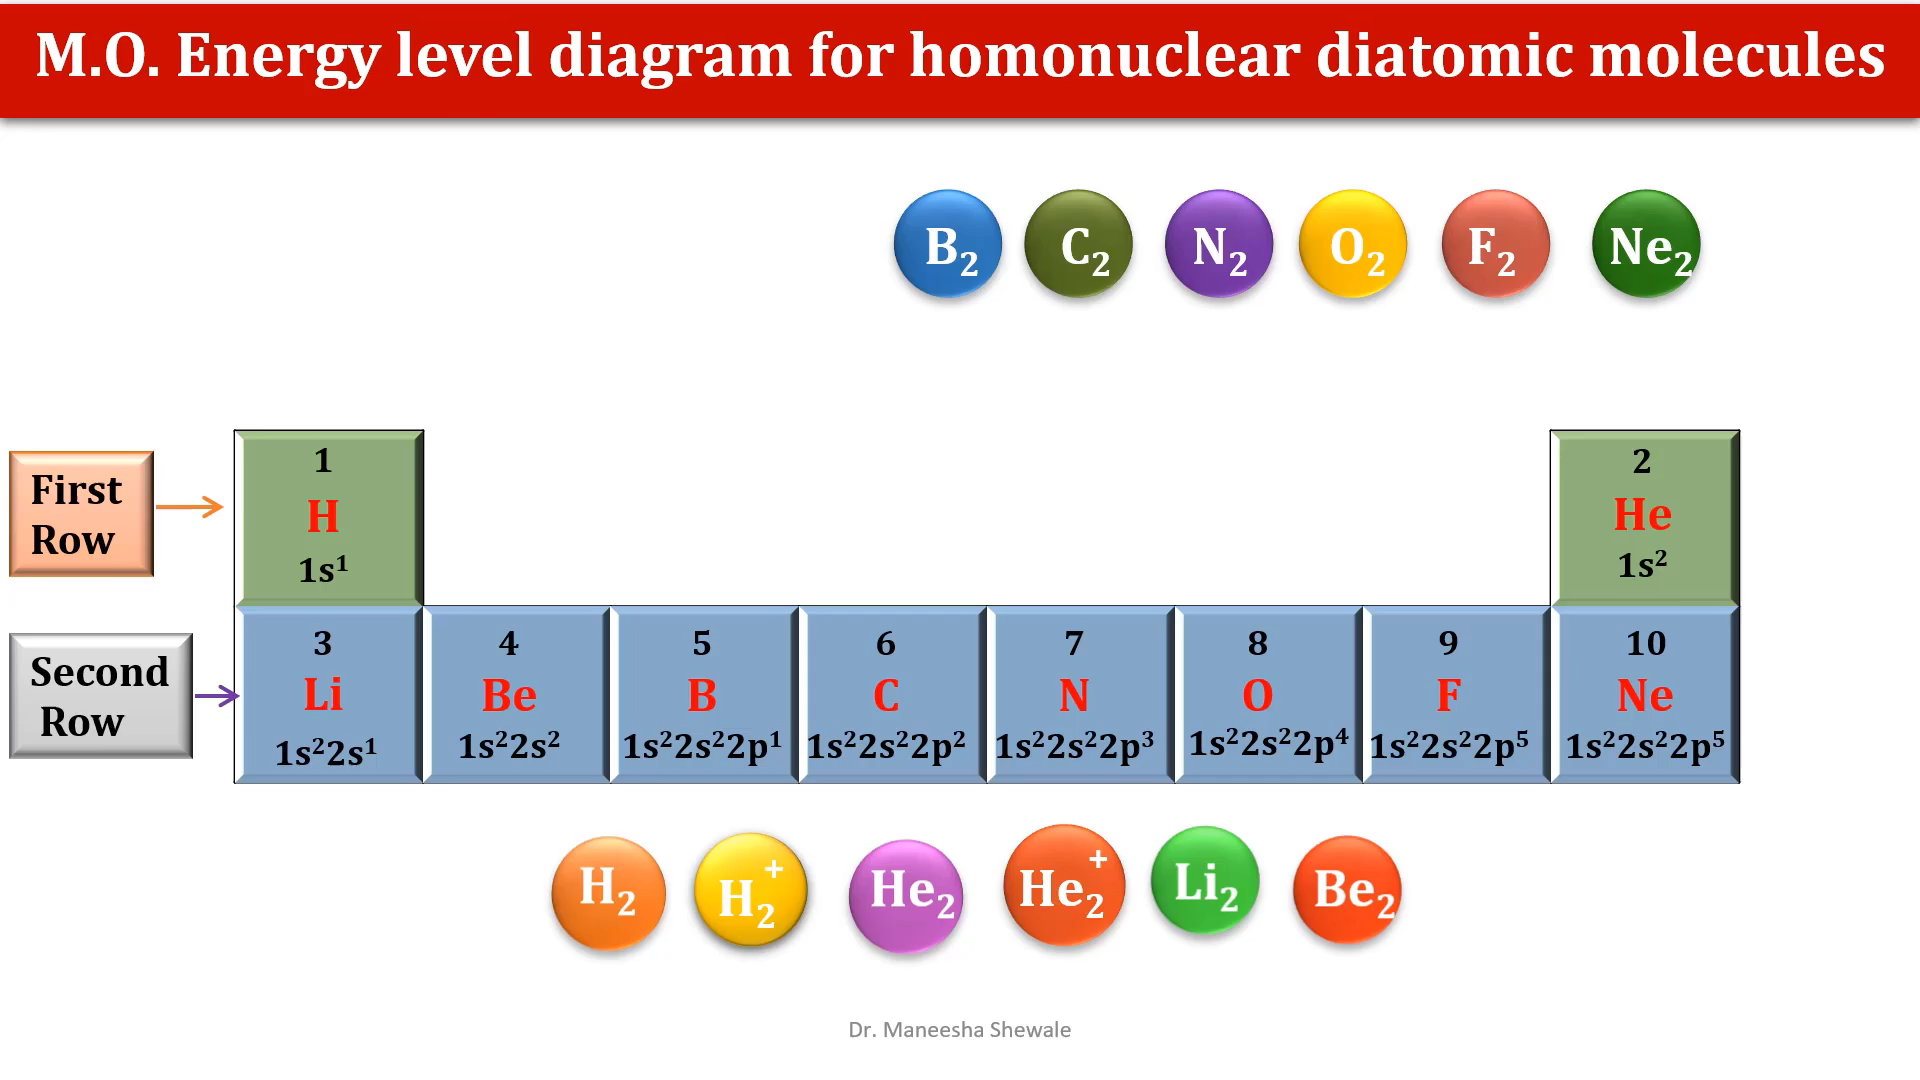 M.O. Energy level diagram for homonuclear diatomic molecules
B₂ C₂ N₂ O₂ F₂ Ne₂
First
Row
1
H
1s¹
2
He
1s²
Second
Row
3
Li
1s²2s¹
4
Be
1s²2s²
5
B
1s²2s²2p¹
6
C
1s²2s²2p²
7
N
1s²2s²2p³
8
O
1s²2s²2p⁴
9
F
1s²2s²2p⁵
10
Ne
1s²2s²2p⁵
H₂ H₂⁺ He₂ He₂⁺ Li₂ Be₂
Dr. Maneesha Shewale